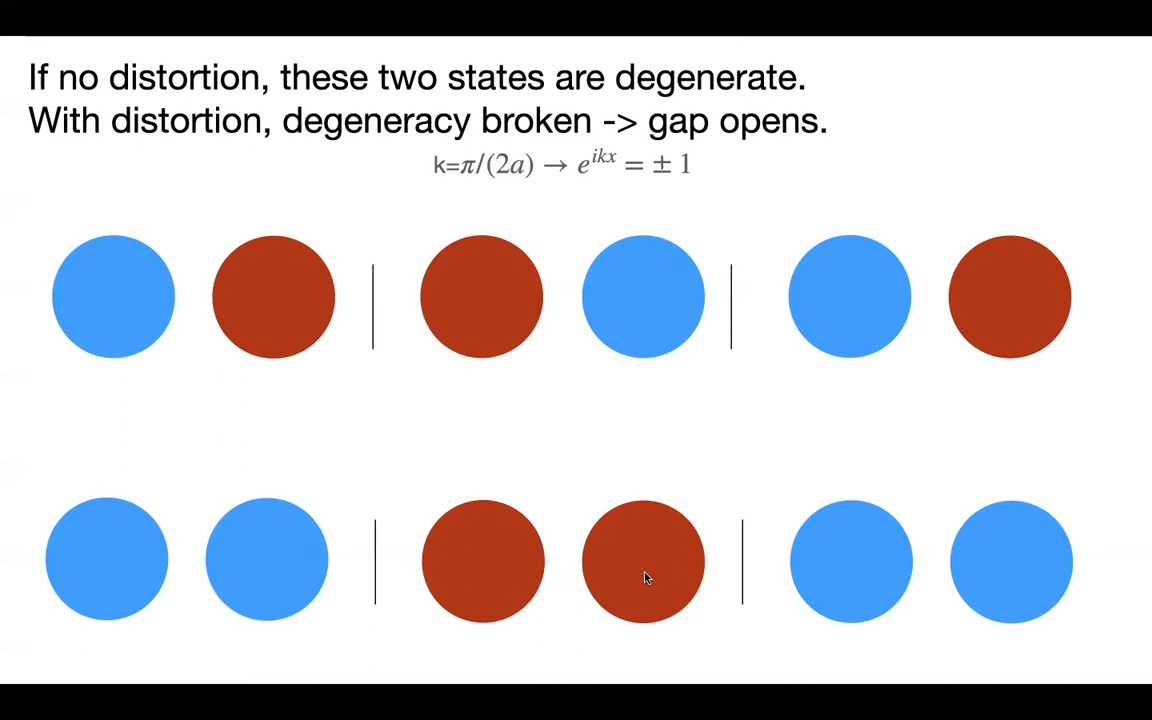 If no distortion, these two states are degenerate.
With distortion, degeneracy broken -> gap opens.
k=π/(2a) → e^{ikx} = ± 1